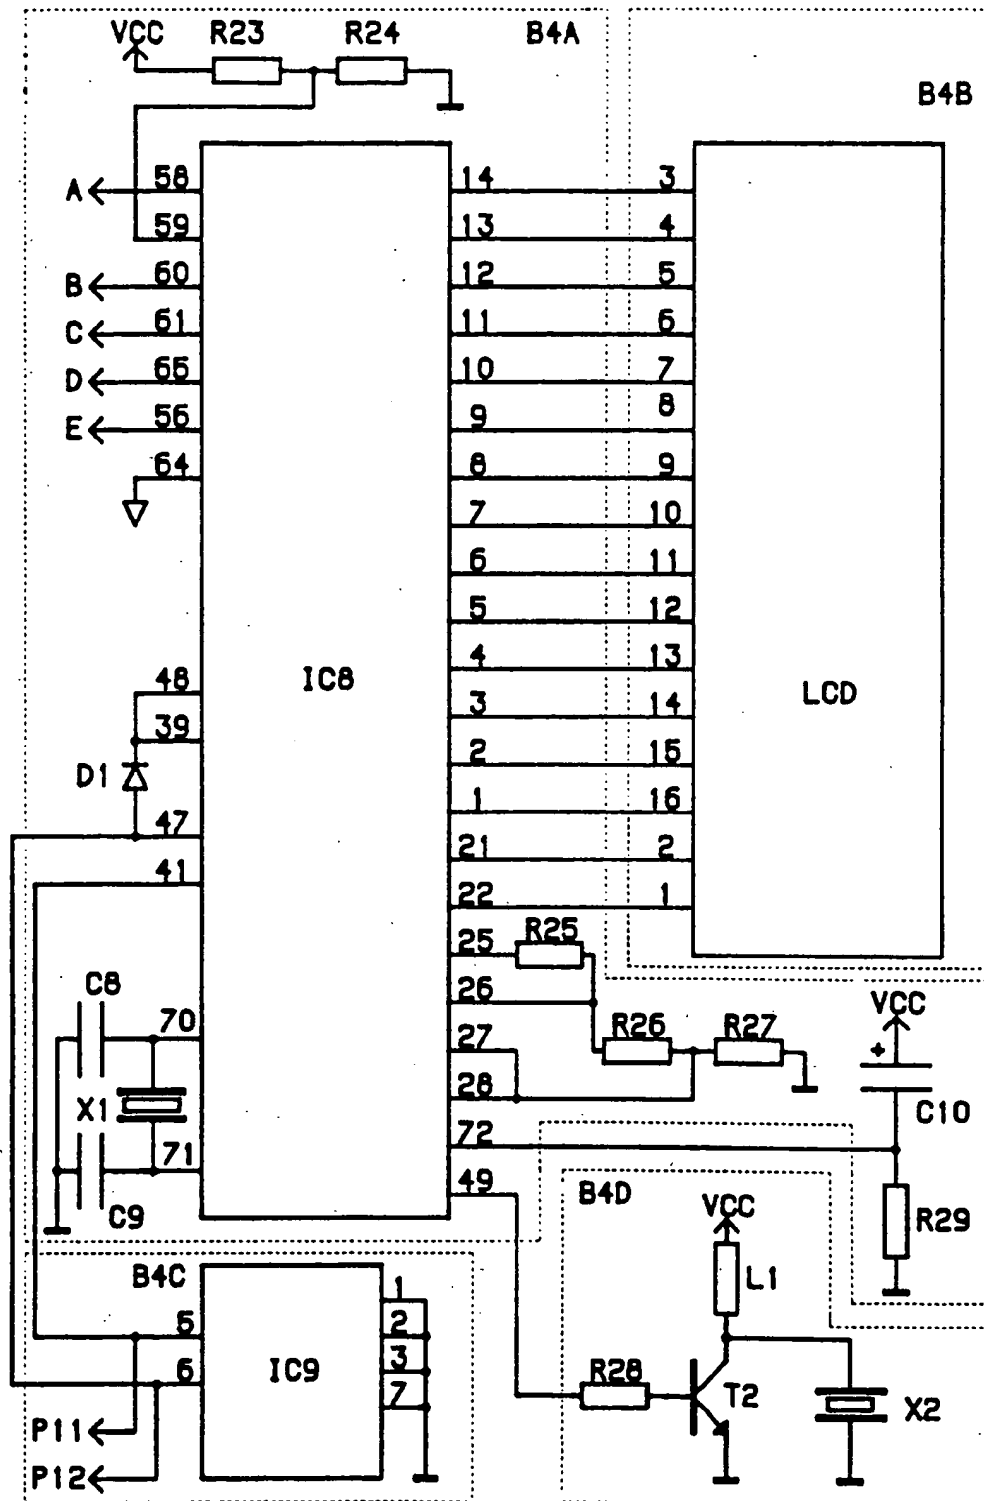 VCC R23 R24 B4A
B4B
A 58 14 3
59 13 4
B 60 12 5
C 61 11 6
D 65 10 7
E 56 9 8
64 8 9
7 10
6 11
5 12
4 13
IC8 LCD
48 3 14
39 2 15
D1 1 16
47 21 2
41 22 1
25 R25
C8 26 VCC
70 27 R26 R27 +
X1 28 C10
71 72
C9 49 B4D VCC R29
B4C 1 L1
5 2
6 IC9 3 R28
7 T2 X2
P11
P12